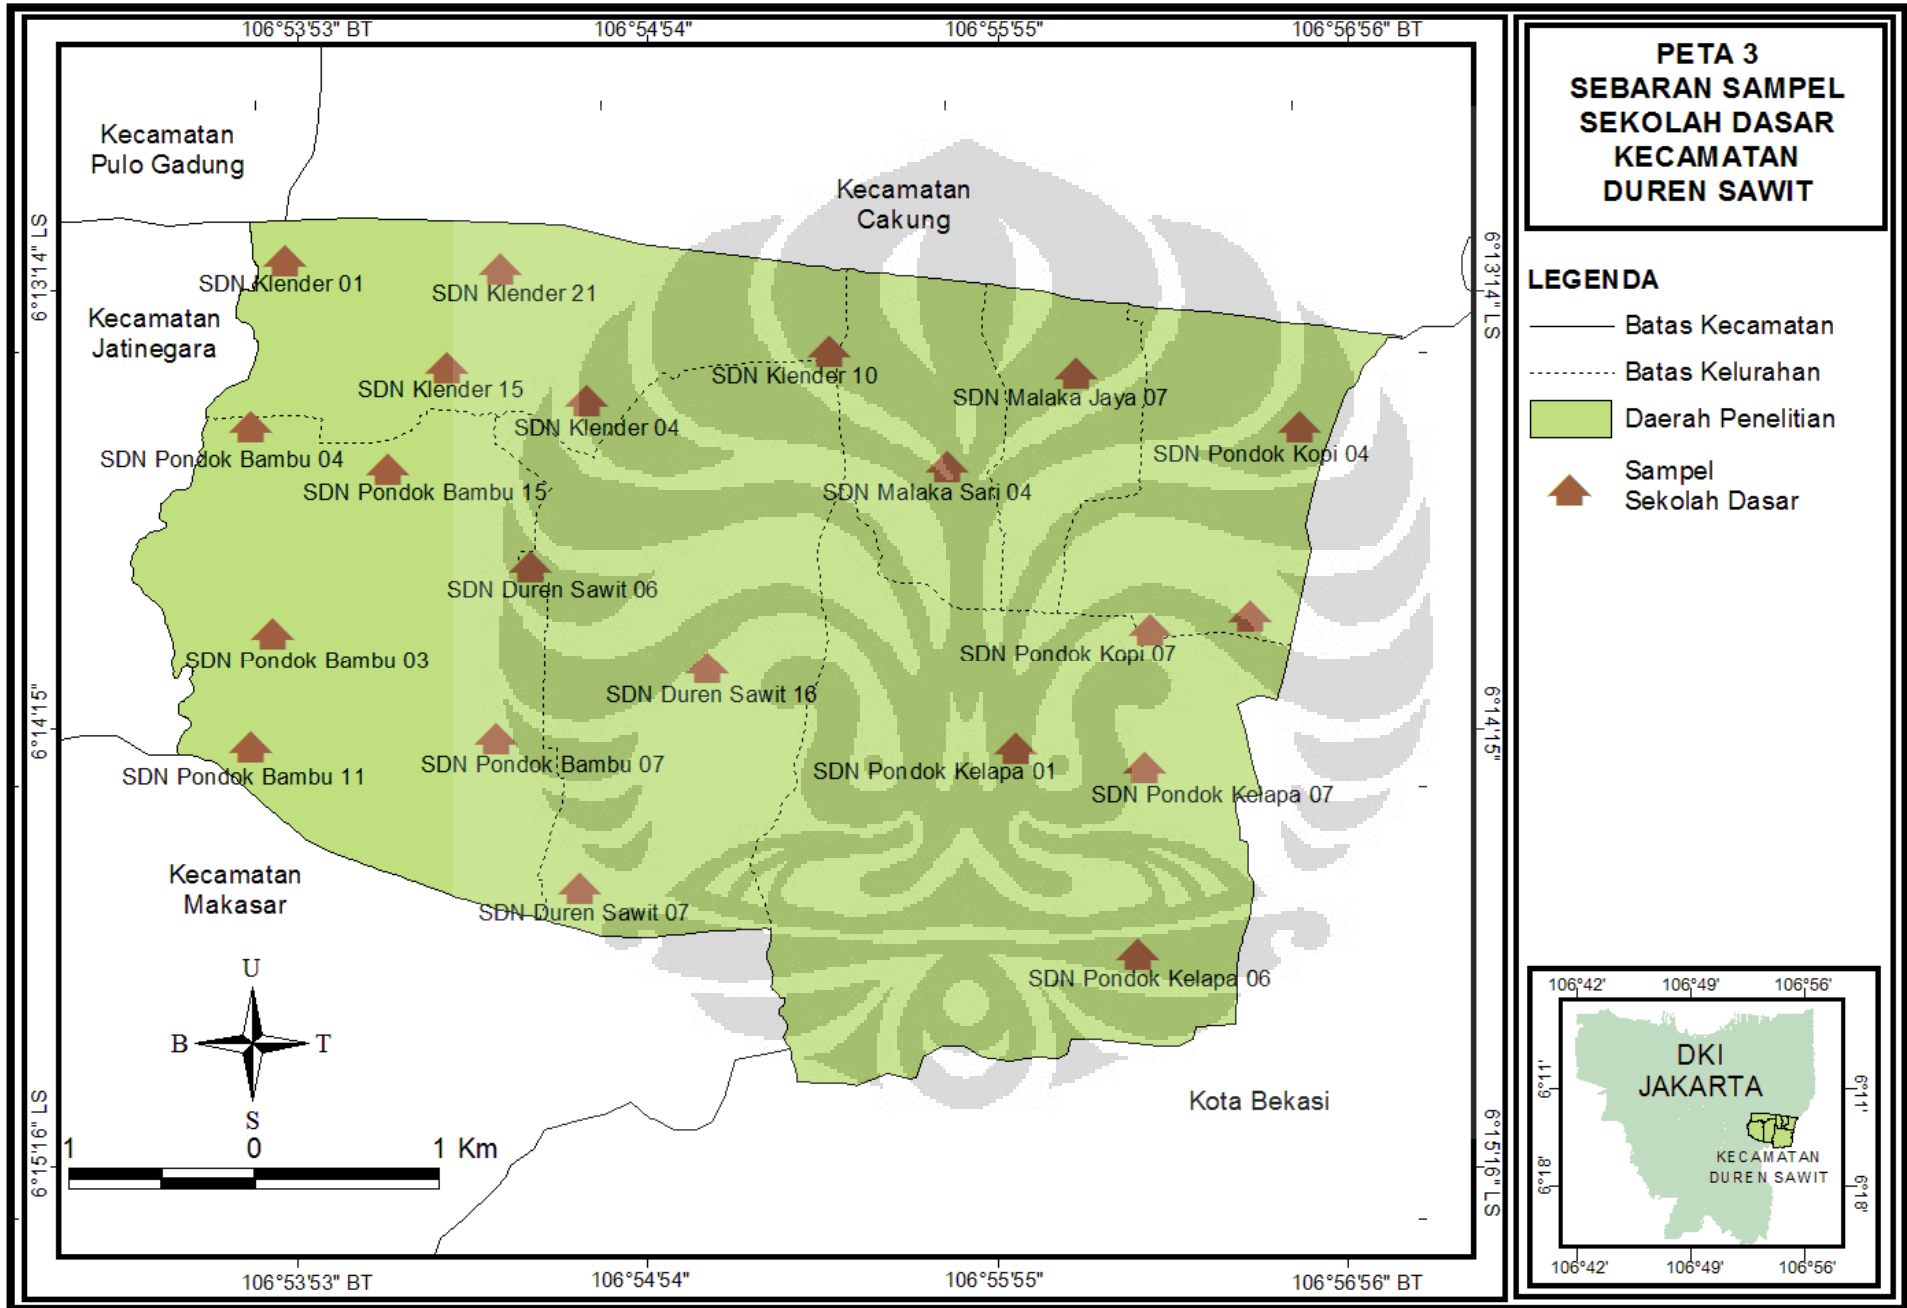 106°53'53" BT
106°54'54"
106°55'55"
106°56'56" BT
Kecamatan
Pulo Gadung
Kecamatan
Cakung
6°13'14" LS
6°13'14" LS
SDN Klender 01
SDN Klender 21
Kecamatan
Jatinegara
SDN Klender 15
SDN Klender 10
SDN Malaka Jaya 07
SDN Klender 04
SDN Pondok Bambu 04
SDN Pondok Kopi 04
SDN Pondok Bambu 15
SDN Malaka Sari 04
SDN Duren Sawit 06
SDN Pondok Bambu 03
SDN Pondok Kopi 07
SDN Duren Sawit 16
6°14'15"
6°14'15"
SDN Pondok Bambu 11
SDN Pondok Bambu 07
SDN Pondok Kelapa 01
SDN Pondok Kelapa 07
Kecamatan
Makasar
SDN Duren Sawit 07
SDN Pondok Kelapa 06
U
B
T
S
Kota Bekasi
1 0 1 Km
6°15'16" LS
6°15'16" LS
106°53'53" BT
106°54'54"
106°55'55"
106°56'56" BT
PETA 3
SEBARAN SAMPEL
SEKOLAH DASAR
KECAMATAN
DUREN SAWIT
LEGENDA
Batas Kecamatan
Batas Kelurahan
Daerah Penelitian
Sampel
Sekolah Dasar
106°42'
106°49'
106°56'
DKI
JAKARTA
6°11'
6°11'
KECAMATAN
DUREN SAWIT
6°18'
6°18'
106°42'
106°49'
106°56'